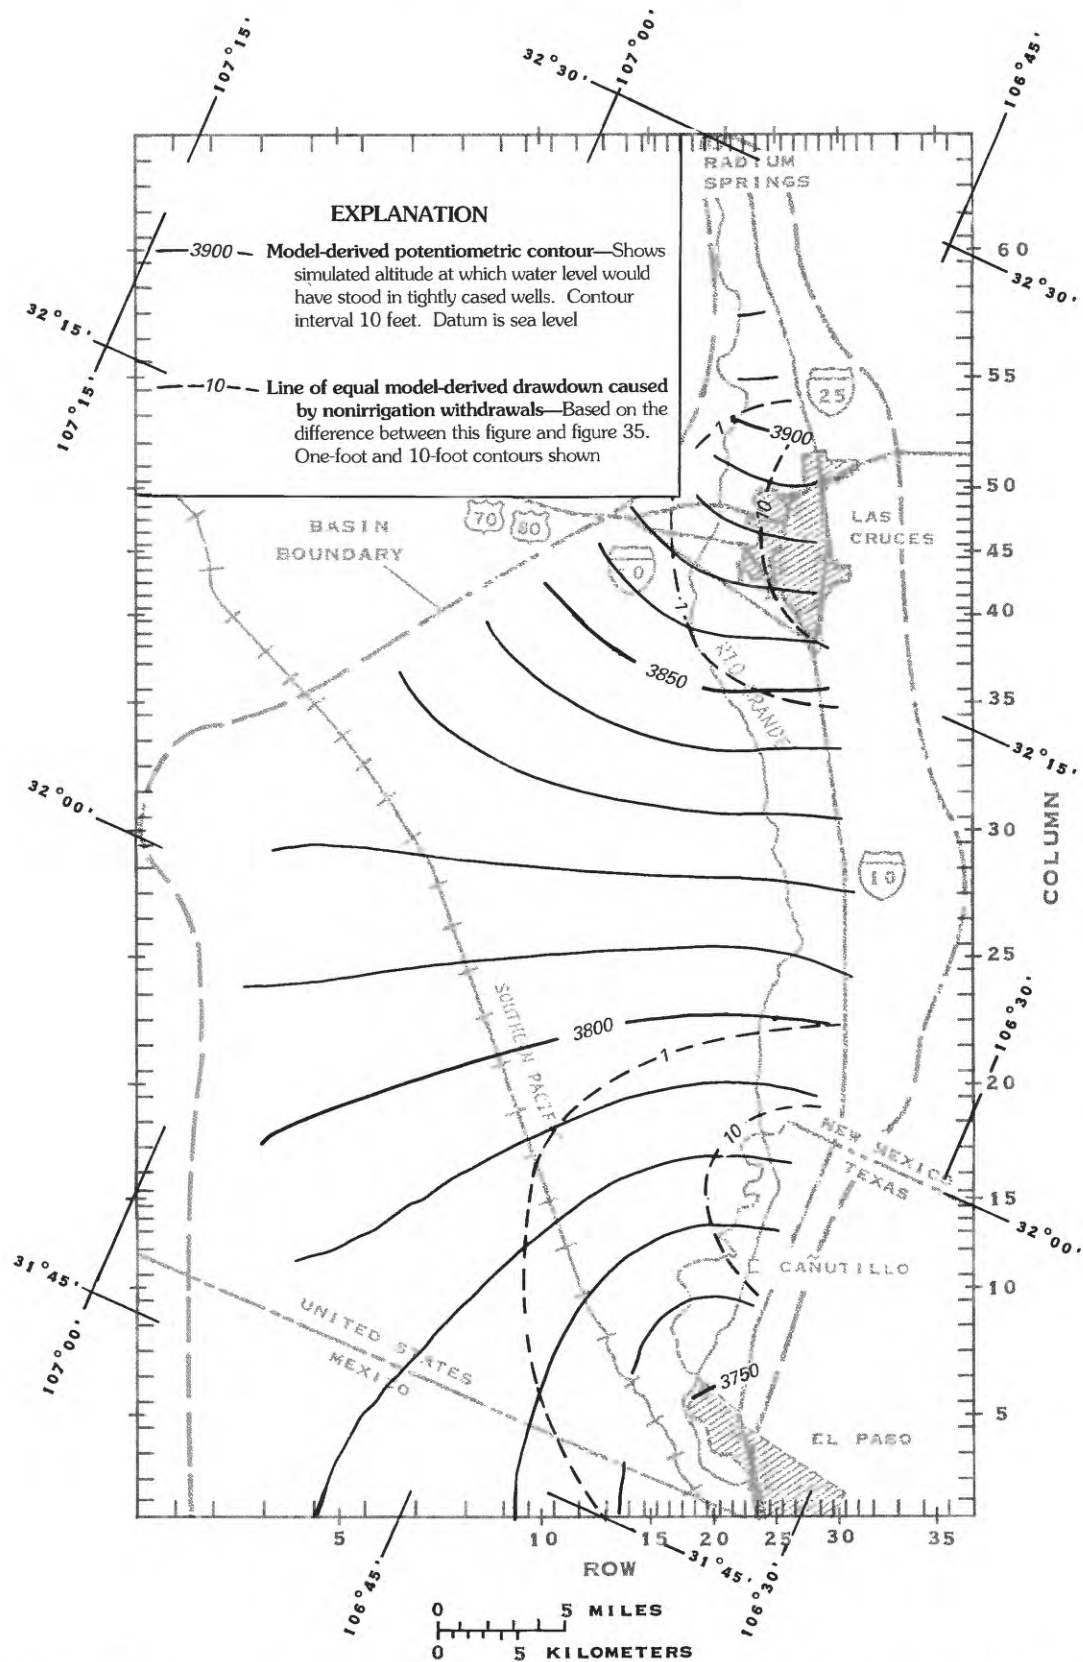 107°15'
32°30'
107°00'
106°45'
RADIUM
SPRINGS
EXPLANATION
3900
Model-derived potentiometric contour—Shows
simulated altitude at which water level would
have stood in tightly cased wells. Contour
interval 10 feet. Datum is sea level
10
Line of equal model-derived drawdown caused
by nonirrigation withdrawals—Based on the
difference between this figure and figure 35.
One-foot and 10-foot contours shown
60
32°30'
32°15'
107°15'
55
25
1
3900
50
10
70
80
LAS
CRUCES
BASIN
BOUNDARY
45
10
40
1
RIO GRANDE
3850
35
32°15'
32°00'
30
COLUMN
10
25
106°30'
SOUTHERN PACIFIC
3800
1
20
10
NEW MEXICO
TEXAS
15
32°00'
31°45'
107°00'
CAÑUTILLO
10
UNITED STATES
MEXICO
3750
5
EL PASO
5
10
15
20
25
30
35
ROW
106°45'
31°45'
106°30'
0
5
MILES
0
5
KILOMETERS